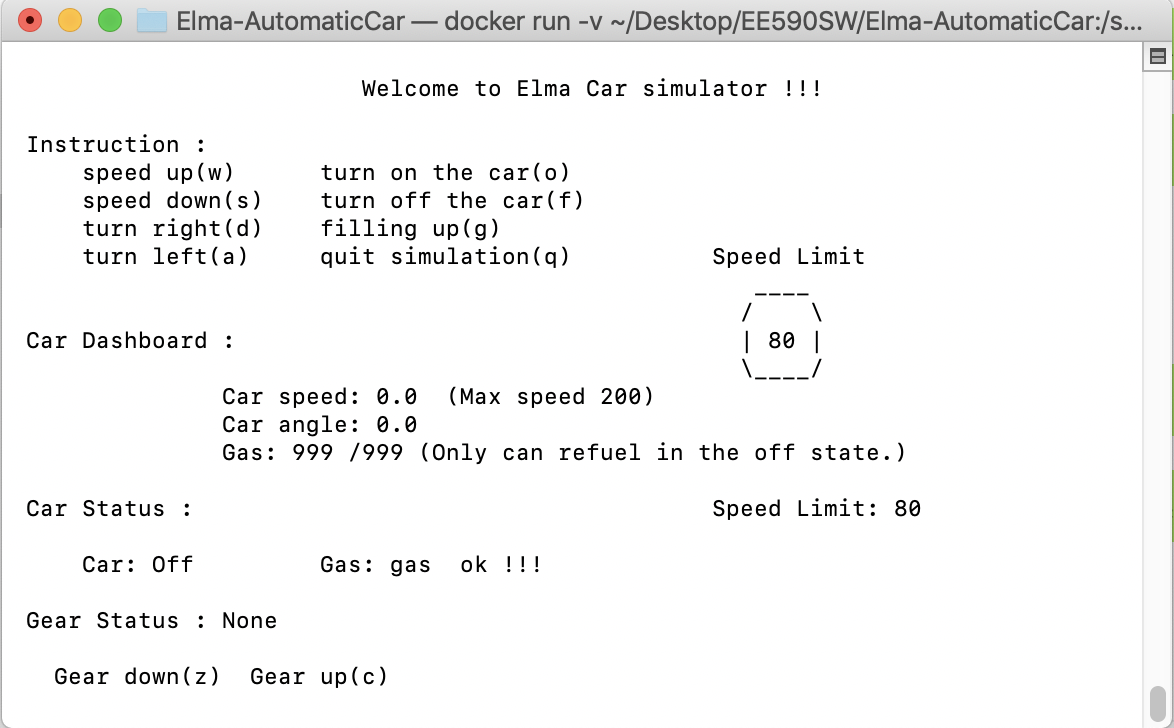 Elma-AutomaticCar — docker run -v ~/Desktop/EE590SW/Elma-AutomaticCar:/s...
Welcome to Elma Car simulator !!!
Instruction :
speed up(w) turn on the car(o)
speed down(s) turn off the car(f)
turn right(d) filling up(g)
turn left(a) quit simulation(q) Speed Limit
____
/ \
Car Dashboard : | 80 |
\____/
Car speed: 0.0 (Max speed 200)
Car angle: 0.0
Gas: 999 /999 (Only can refuel in the off state.)
Car Status : Speed Limit: 80
Car: Off Gas: gas ok !!!
Gear Status : None
Gear down(z) Gear up(c)